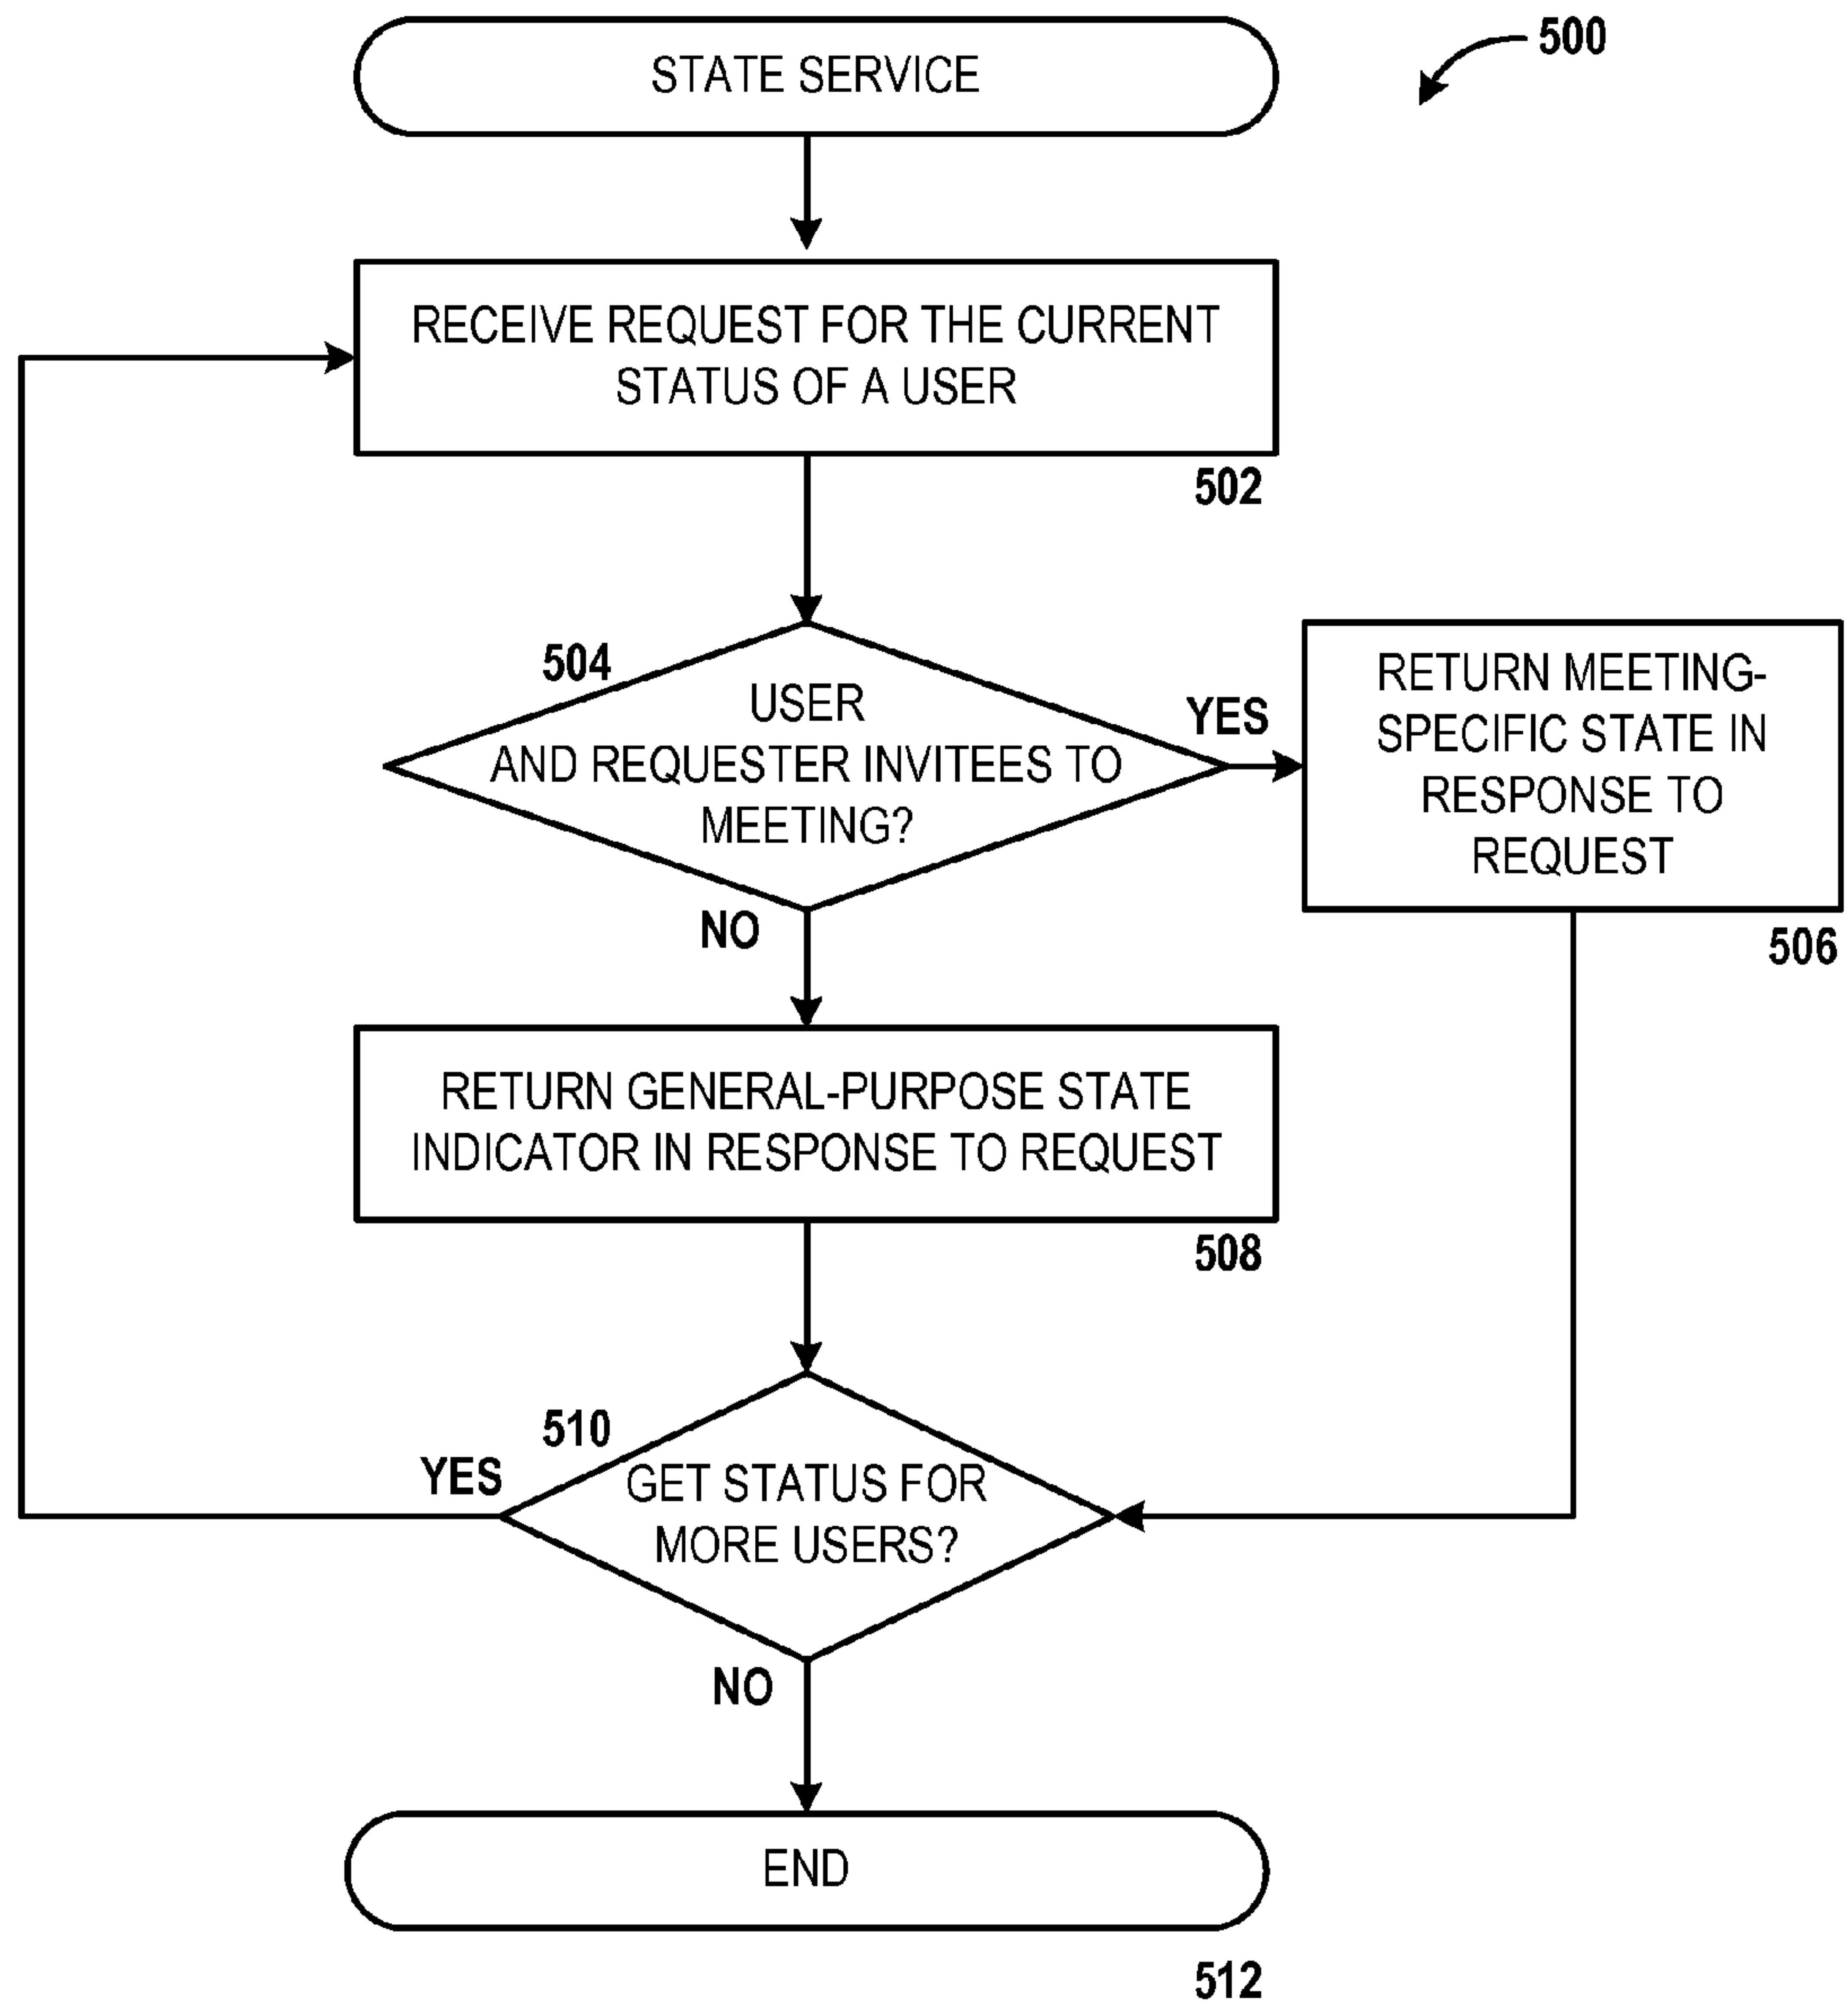 STATE SERVICE
500
RECEIVE REQUEST FOR THE CURRENT
STATUS OF A USER
502
504
USER
AND REQUESTER INVITEES TO
MEETING?
YES
RETURN MEETING-
SPECIFIC STATE IN
RESPONSE TO
REQUEST
506
NO
RETURN GENERAL-PURPOSE STATE
INDICATOR IN RESPONSE TO REQUEST
508
510
YES
GET STATUS FOR
MORE USERS?
NO
END
512